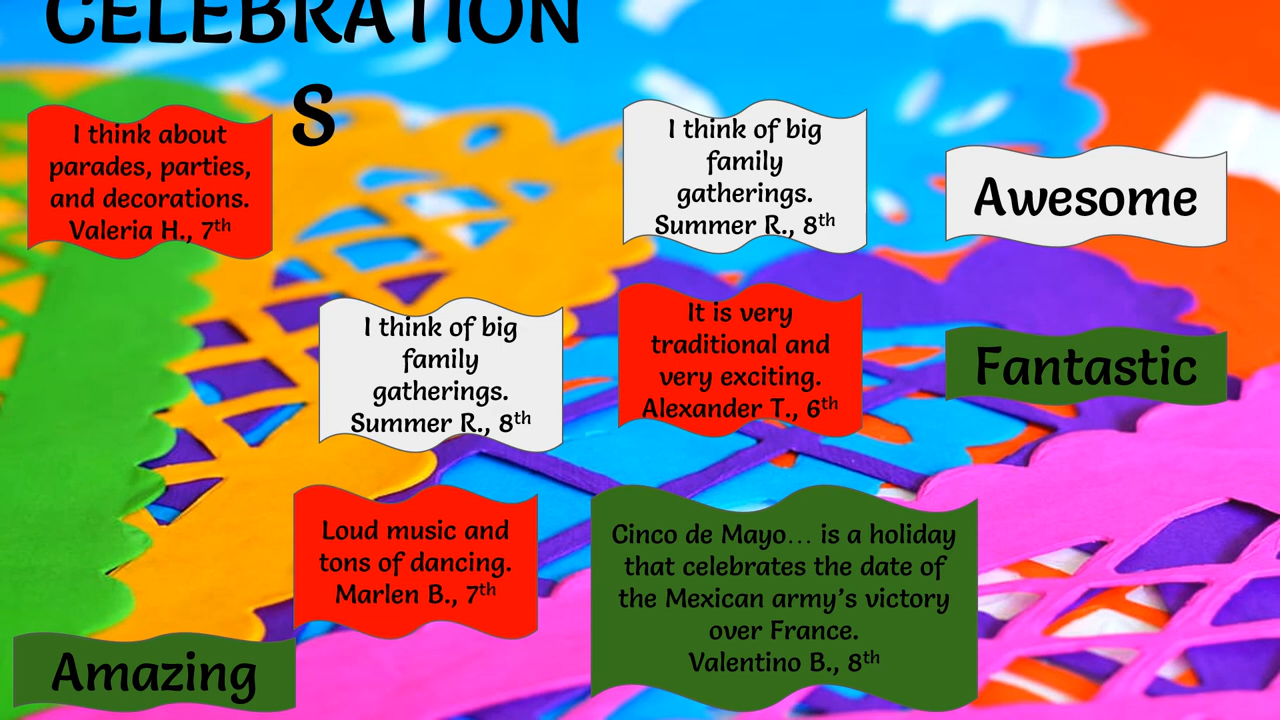 CELEBRATION
S
I think about
parades, parties,
and decorations.
Valeria H., 7th
I think of big
family
gatherings.
Summer R., 8th
Awesome
I think of big
family
gatherings.
Summer R., 8th
It is very
traditional and
very exciting.
Alexander T., 6th
Fantastic
Loud music and
tons of dancing.
Marlen B., 7th
Cinco de Mayo... is a holiday
that celebrates the date of
the Mexican army's victory
over France.
Valentino B., 8th
Amazing